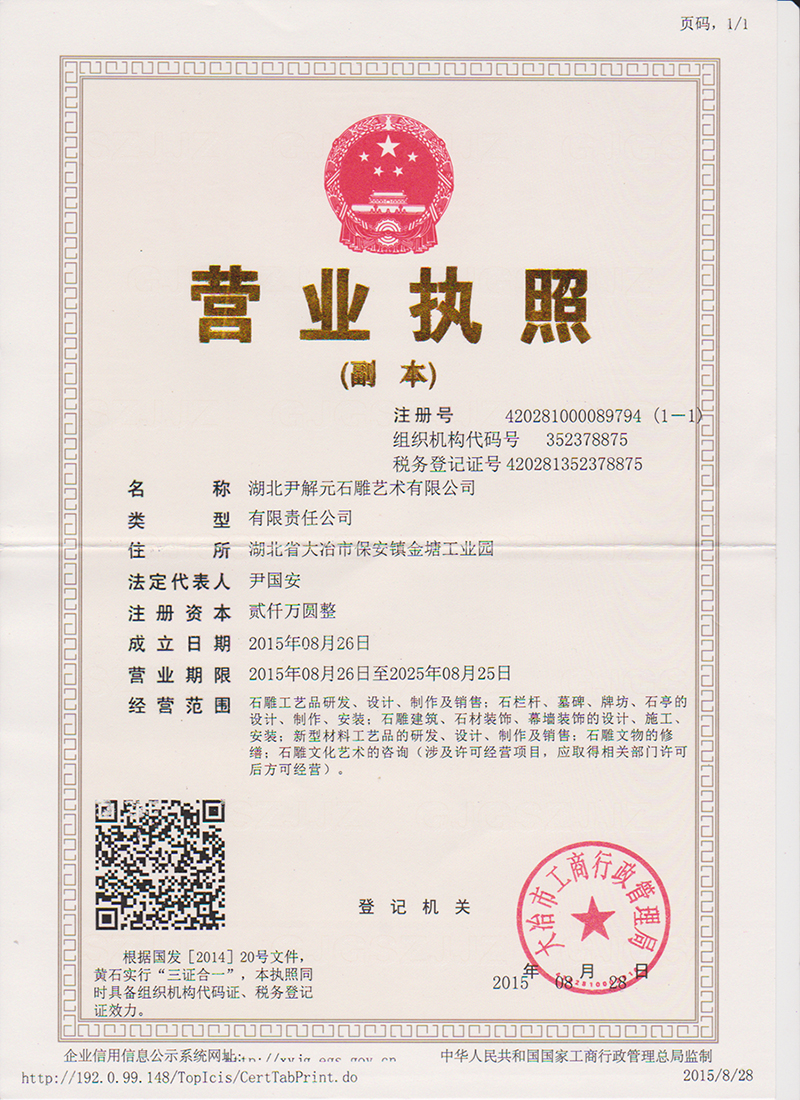 页码，1/1
营业执照
(副 本)
注册号 420281000089794 (1－1)
组织机构代码号 352378875
税务登记证号 420281352378875
名称 湖北尹解元石雕艺术有限公司
类型 有限责任公司
住所 湖北省大冶市保安镇金塘工业园
法定代表人 尹国安
注册资本 贰仟万圆整
成立日期 2015年08月26日
营业期限 2015年08月26日至2025年08月25日
经营范围 石雕工艺品研发、设计、制作及销售；石栏杆、墓碑、牌坊、石亭的
设计、制作、安装；石雕建筑、石材装饰、幕墙装饰的设计、施工、
安装；新型材料工艺品的研发、设计、制作及销售；石雕文物的修
缮；石雕文化艺术的咨询（涉及许可经营项目，应取得相关部门许可
后方可经营）。
登记机关
大冶市工商行政管理局
2015年08月28日
根据国发［2014］20号文件，
黄石实行“三证合一”，本执照同
时具备组织机构代码证、税务登记
证效力。
企业信用信息公示系统网址：
中华人民共和国国家工商行政管理总局监制
http://192.0.99.148/TopIcis/CertTabPrint.do
2015/8/28